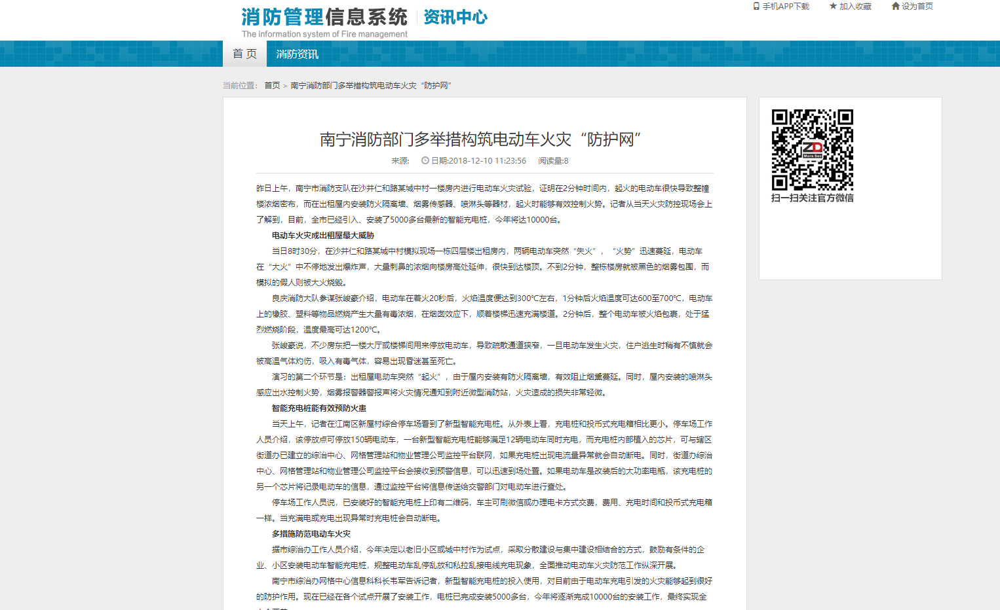 手机APP下载 加入收藏 设为首页
消防管理信息系统 资讯中心
The information system of Fire management
首 页 消防资讯
当前位置： 首页 > 南宁消防部门多举措构筑电动车火灾“防护网”
南宁消防部门多举措构筑电动车火灾“防护网”
来源: 日期:2018-12-10 11:23:56 阅读量:8
昨日上午，南宁市消防支队在沙井仁和路某城中村一楼房内进行电动车火灾试验，证明在2分钟时间内，起火的电动车很快导致整幢
楼浓烟密布，而在出租屋内安装防火隔离墙、烟雾传感器、喷淋头等器材，起火时能够有效控制火势。记者从当天火灾防控现场会上
了解到，目前，全市已经引入、安装了5000多台最新的智能充电桩，今年将达10000台。
电动车火灾成出租屋最大威胁
当日8时30分，在沙井仁和路某城中村模拟现场一栋四层楼出租房内，两辆电动车突然“失火”，“火势”迅速蔓延，电动车
在“大火”中不停地发出爆炸声，大量刺鼻的浓烟向楼房高处延伸，很快到达楼顶。不到2分钟，整栋楼房就被黑色的烟雾包围，而
模拟的假人则被大火烧毁。
良庆消防大队参谋张峻豪介绍，电动车在着火20秒后，火焰温度便达到300℃左右，1分钟后火焰温度可达600至700℃，电动车
上的橡胶、塑料等物品燃烧产生大量有毒浓烟，在烟囱效应下，顺着楼梯迅速充满楼道。2分钟后，整个电动车被火焰包裹，处于猛
烈燃烧阶段，温度最高可达1200℃。
张峻豪说，不少房东把一楼大厅或楼梯间用来停放电动车，导致疏散通道狭窄，一旦电动车发生火灾，住户逃生时稍有不慎就会
被高温气体灼伤，吸入有毒气体，容易出现昏迷甚至死亡。
演习的第二个环节是：出租屋电动车突然“起火”，由于屋内安装有防火隔离墙，有效阻止烟熏蔓延。同时，屋内安装的喷淋头
感应出水控制火势，烟雾报警器警报声将火灾情况通知到附近微型消防站，火灾造成的损失非常轻微。
智能充电桩能有效预防火患
当天上午，记者在江南区新屋村综合停车场看到了新型智能充电桩。从外表上看，充电桩和投币式充电箱相比更小。停车场工作
人员介绍，该停放点可停放150辆电动车，一台新型智能充电桩能够满足12辆电动车同时充电，而充电桩内部植入的芯片，可与辖区
街道办已建立的综治中心、网格管理站和物业管理公司监控平台联网，如果充电桩出现电流量异常就会自动断电。同时，街道办综治
中心、网格管理站和物业管理公司监控平台会接收到预警信息，可以迅速到场处置。如果电动车是改装后的大功率电瓶，该充电桩的
另一个芯片将记录电动车的信息，通过监控平台将信息传送给交警部门对电动车进行查处。
停车场工作人员说，已安装好的智能充电桩上印有二维码，车主可刷微信或办理电卡方式交费，费用、充电时间和投币式充电箱
一样。当充满电或充电出现异常时充电桩会自动断电。
多措施防范电动车火灾
据市综治办工作人员介绍，今年决定以老旧小区或城中村作为试点，采取分散建设与集中建设相结合的方式，鼓励有条件的企
业、小区安装电动车智能充电桩，规整电动车乱停乱放和私拉乱接电线充电现象，全面推动电动车火灾防范工作纵深开展。
南宁市综治办网格中心信息科科长韦军告诉记者，新型智能充电桩的投入使用，对目前由于电动车充电引发的火灾能够起到很好
的防护作用。现在已经在各个试点开展了安装工作，电桩已完成安装5000多台，今年将逐渐完成10000台的安装工作，最终实现全
ZD
More Sec
扫一扫关注官方微信